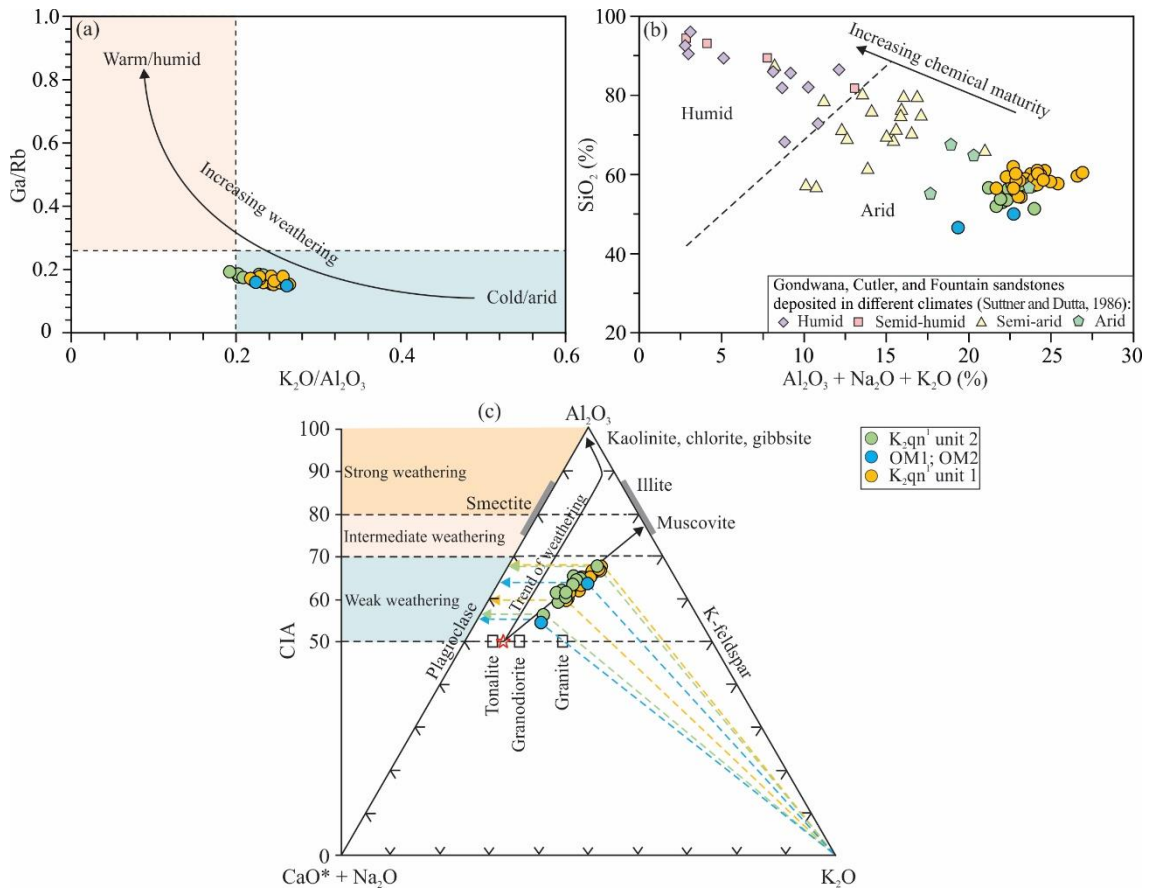 (a)
1.0
0.8
0.6
0.4
0.2
0
Ga/Rb
Warm/humid
Increasing weathering
Cold/arid
0
0.2
0.4
0.6
K₂O/Al₂O₃
(b)
100
80
60
40
20
SiO₂ (%)
Increasing chemical maturity
Humid
Arid
Gondwana, Cutler, and Fountain sandstones
deposited in different climates (Suttner and Dutta, 1986):
Humid Semid-humid Semi-arid Arid
0 5 10 15 20 25 30
Al₂O₃ + Na₂O + K₂O (%)
(c)
Al₂O₃
100
90
80
70
60
50
0
CIA
Kaolinite, chlorite, gibbsite
Strong weathering
Smectite
Illite
Muscovite
Intermediate weathering
Trend of weathering
Weak weathering
Plagioclase
K-feldspar
Tonalite
Granodiorite
Granite
CaO* + Na₂O
K₂O
K₂qn¹ unit 2
OM1; OM2
K₂qn¹ unit 1